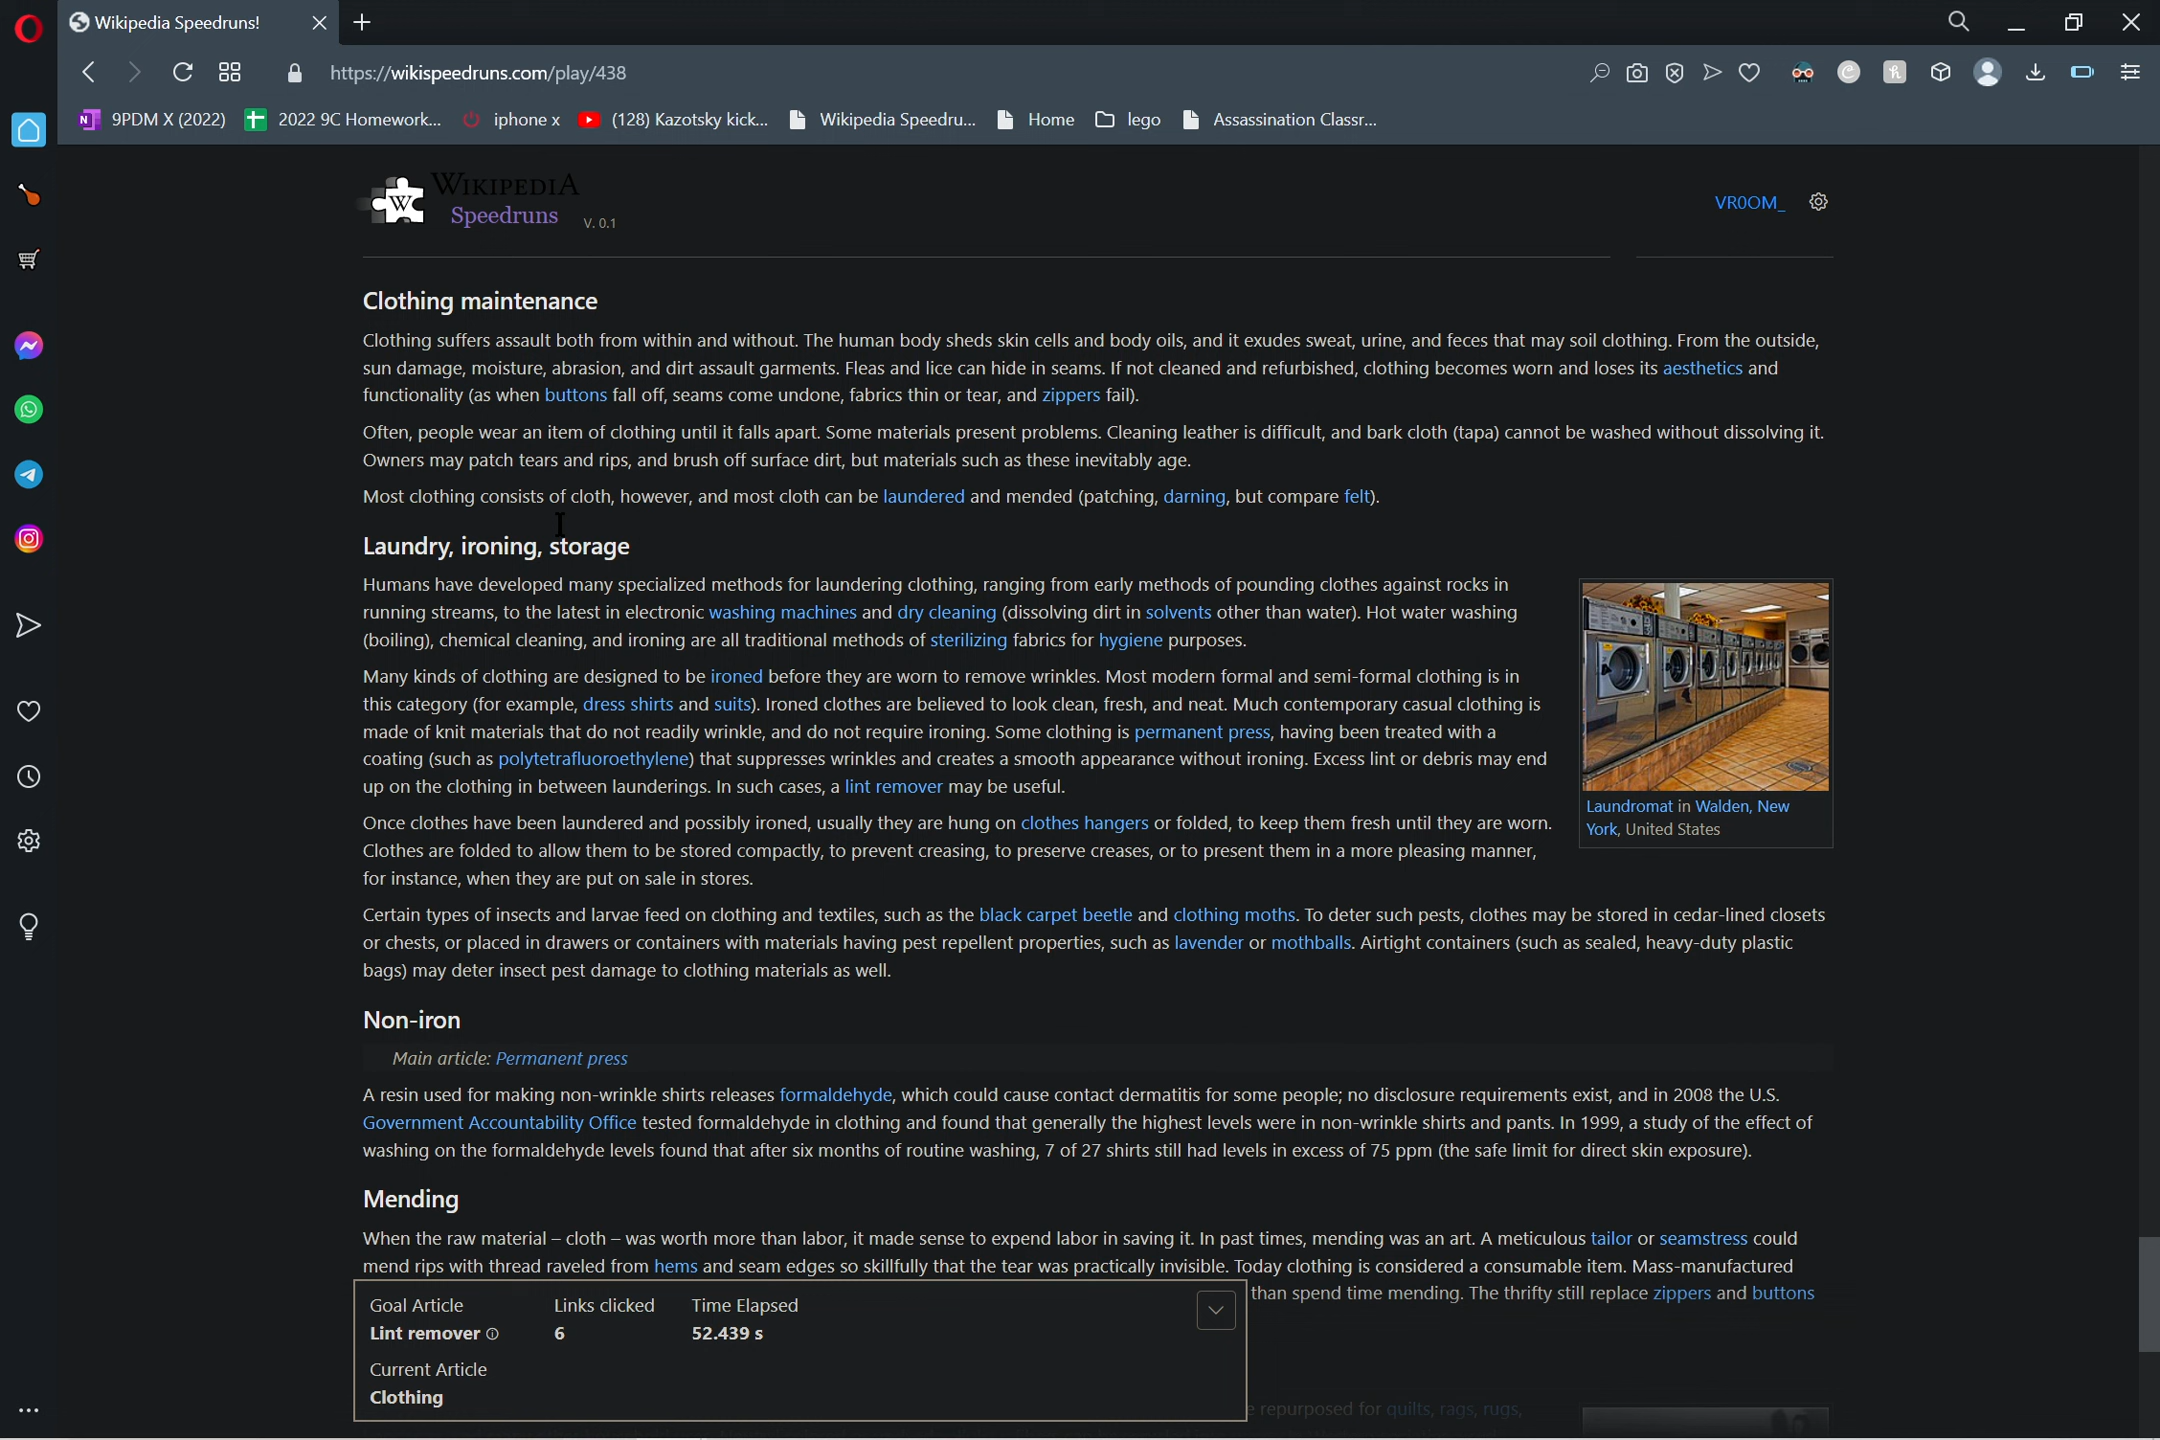 Wikipedia Speedruns!
https://wikispeedruns.com/play/438
9PDM X (2022) 2022 9C Homework... iphone x (128) Kazotsky kick... Wikipedia Speedru... Home lego Assassination Classr...
WIKIPEDIA
Speedruns V. 0.1
VR0OM_
Clothing maintenance
Clothing suffers assault both from within and without. The human body sheds skin cells and body oils, and it exudes sweat, urine, and feces that may soil clothing. From the outside,
sun damage, moisture, abrasion, and dirt assault garments. Fleas and lice can hide in seams. If not cleaned and refurbished, clothing becomes worn and loses its aesthetics and
functionality (as when buttons fall off, seams come undone, fabrics thin or tear, and zippers fail).
Often, people wear an item of clothing until it falls apart. Some materials present problems. Cleaning leather is difficult, and bark cloth (tapa) cannot be washed without dissolving it.
Owners may patch tears and rips, and brush off surface dirt, but materials such as these inevitably age.
Most clothing consists of cloth, however, and most cloth can be laundered and mended (patching, darning, but compare felt).
Laundry, ironing, storage
Humans have developed many specialized methods for laundering clothing, ranging from early methods of pounding clothes against rocks in
running streams, to the latest in electronic washing machines and dry cleaning (dissolving dirt in solvents other than water). Hot water washing
(boiling), chemical cleaning, and ironing are all traditional methods of sterilizing fabrics for hygiene purposes.
Many kinds of clothing are designed to be ironed before they are worn to remove wrinkles. Most modern formal and semi-formal clothing is in
this category (for example, dress shirts and suits). Ironed clothes are believed to look clean, fresh, and neat. Much contemporary casual clothing is
made of knit materials that do not readily wrinkle, and do not require ironing. Some clothing is permanent press, having been treated with a
coating (such as polytetrafluoroethylene) that suppresses wrinkles and creates a smooth appearance without ironing. Excess lint or debris may end
up on the clothing in between launderings. In such cases, a lint remover may be useful.
Laundromat in Walden, New
York, United States
Once clothes have been laundered and possibly ironed, usually they are hung on clothes hangers or folded, to keep them fresh until they are worn.
Clothes are folded to allow them to be stored compactly, to prevent creasing, to preserve creases, or to present them in a more pleasing manner,
for instance, when they are put on sale in stores.
Certain types of insects and larvae feed on clothing and textiles, such as the black carpet beetle and clothing moths. To deter such pests, clothes may be stored in cedar-lined closets
or chests, or placed in drawers or containers with materials having pest repellent properties, such as lavender or mothballs. Airtight containers (such as sealed, heavy-duty plastic
bags) may deter insect pest damage to clothing materials as well.
Non-iron
Main article: Permanent press
A resin used for making non-wrinkle shirts releases formaldehyde, which could cause contact dermatitis for some people; no disclosure requirements exist, and in 2008 the U.S.
Government Accountability Office tested formaldehyde in clothing and found that generally the highest levels were in non-wrinkle shirts and pants. In 1999, a study of the effect of
washing on the formaldehyde levels found that after six months of routine washing, 7 of 27 shirts still had levels in excess of 75 ppm (the safe limit for direct skin exposure).
Mending
When the raw material – cloth – was worth more than labor, it made sense to expend labor in saving it. In past times, mending was an art. A meticulous tailor or seamstress could
mend rips with thread raveled from hems and seam edges so skillfully that the tear was practically invisible. Today clothing is considered a consumable item. Mass-manufactured
than spend time mending. The thrifty still replace zippers and buttons
e repurposed for quilts, rags, rugs,
Goal Article Links clicked Time Elapsed
Lint remover 6 52.439 s
Current Article
Clothing